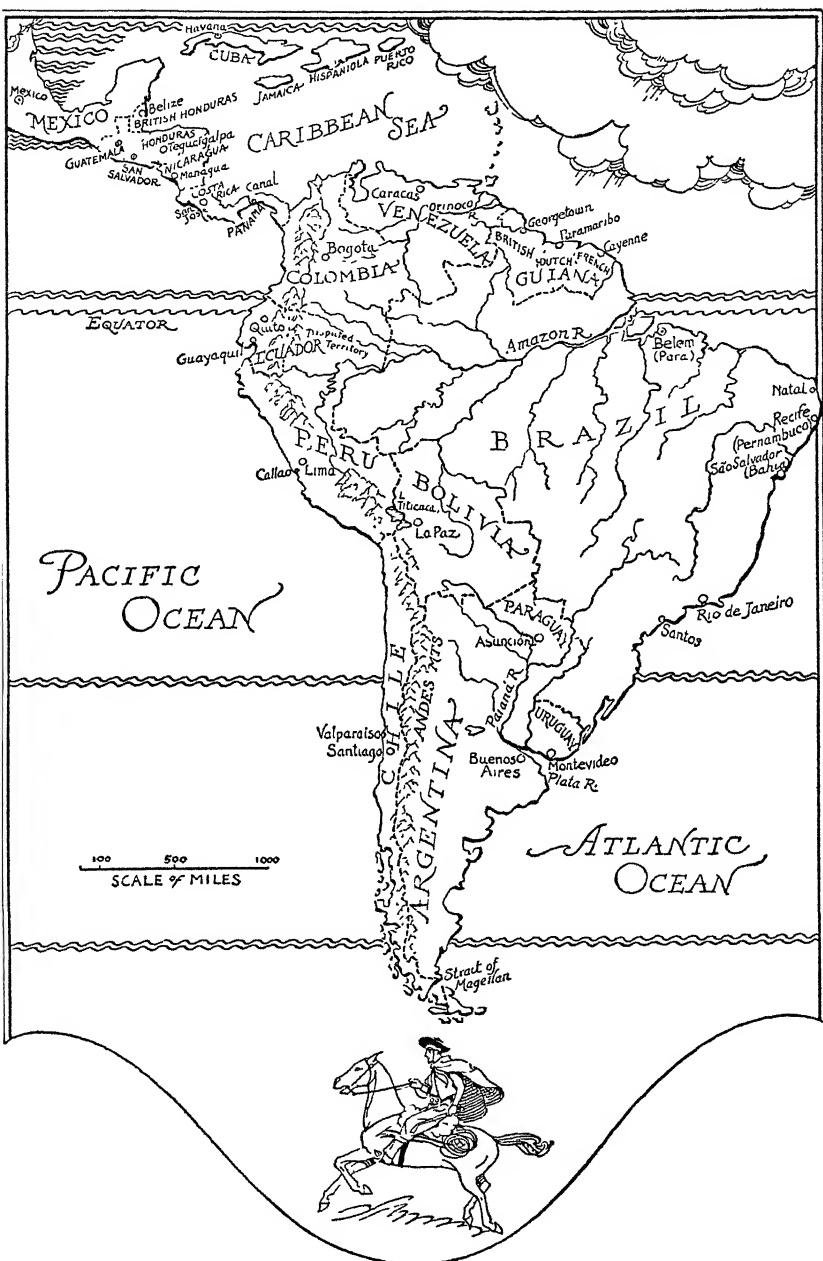 Havana
CUBA
JAMAICA
HISPANIOLA
PUERTO
RICO
Mexico
MEXICO
Belize
BRITISH HONDURAS
HONDURAS
Tegucigalpa
GUATEMALA
SAN
SALVADOR
NICARAGUA
Managua
COSTA
RICA
San
José
Canal
PANAMA
CARIBBEAN SEA
Caracas
Orinoco
R.
VENEZUELA
Georgetown
Paramaribo
Cayenne
BRITISH
DUTCH
FRENCH
GUIANA
Bogota
COLOMBIA
EQUATOR
Quito
Disputed
Territory
Guayaquil
ECUADOR
Amazon R.
Belem
(Para)
Natal
Recife
(Pernambuco)
São Salvador
(Bahia)
BRAZIL
PERU
Callao
Lima
BOLIVIA
L.
Titicaca
La Paz
PACIFIC
OCEAN
PARAGUAY
Asunción
Rio de Janeiro
Santos
CHILE
ANDES MTS
ARGENTINA
Paraná R.
URUGUAY
Valparaiso
Santiago
Buenos
Aires
Montevideo
Plata R.
100 500 1000
SCALE of MILES
ATLANTIC
OCEAN
Strait of
Magellan